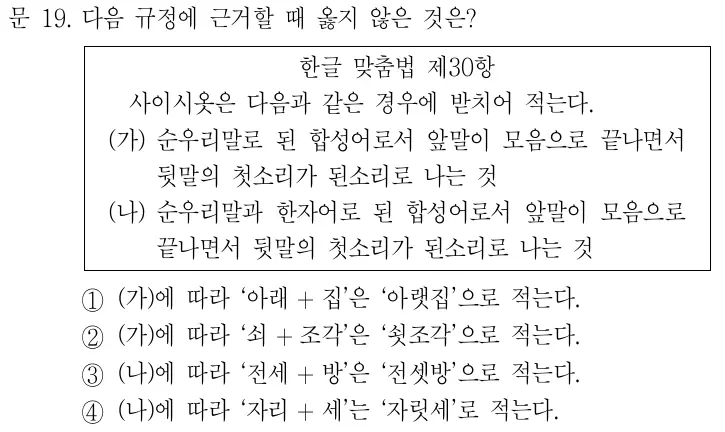 문 19. 다음 규정에 근거할 때 옳지 않은 것은?
한글 맞춤법 제30항
사이시옷은 다음과 같은 경우에 받치어 적는다.
(가) 순우리말로 된 합성어로서 앞말이 모음으로 끝나면서
뒷말의 첫소리가 된소리로 나는 것
(나) 순우리말과 한자어로 된 합성어로서 앞말이 모음으로
끝나면서 뒷말의 첫소리가 된소리로 나는 것
① (가)에 따라 ‘아래 + 집’은 ‘아랫집’으로 적는다.
② (가)에 따라 ‘쇠 + 조각’은 ‘쇳조각’으로 적는다.
③ (나)에 따라 ‘전세 + 방’은 ‘전셋방’으로 적는다.
④ (나)에 따라 ‘자리 + 세’는 ‘자릿세’로 적는다.